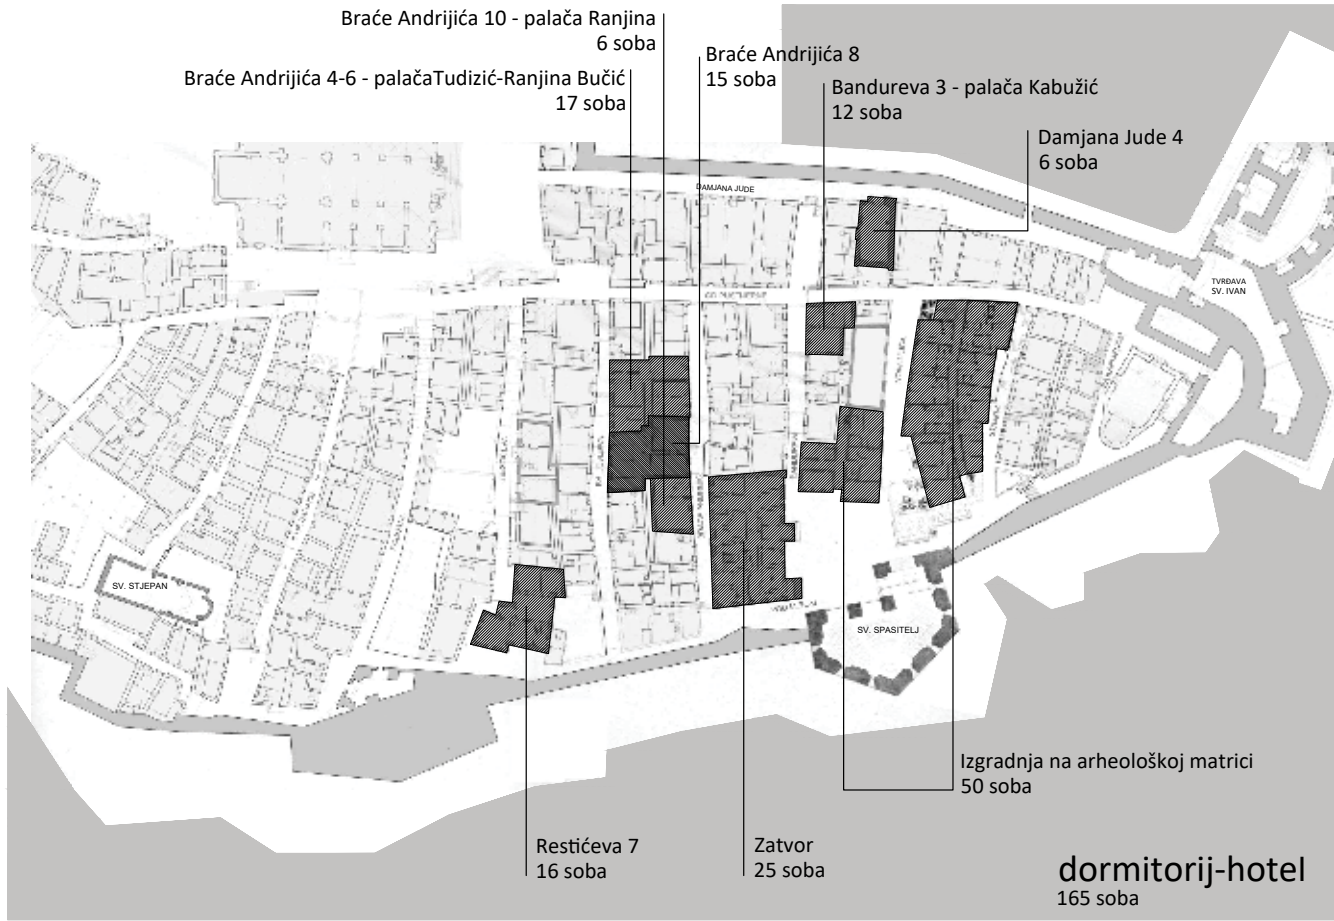 Braće Andrijića 10 - palača Ranjina
6 soba
Braće Andrijića 8
15 soba
Braće Andrijića 4-6 - palačaTudizić-Ranjina Bučić
17 soba
Bandureva 3 - palača Kabužić
12 soba
Damjana Jude 4
6 soba
DAMJANA JUDE
TVRĐAVA
SV. IVAN
SV. STJEPAN
SV. SPASITELJ
Izgradnja na arheološkoj matrici
50 soba
Restićeva 7
16 soba
Zatvor
25 soba
dormitorij-hotel
165 soba